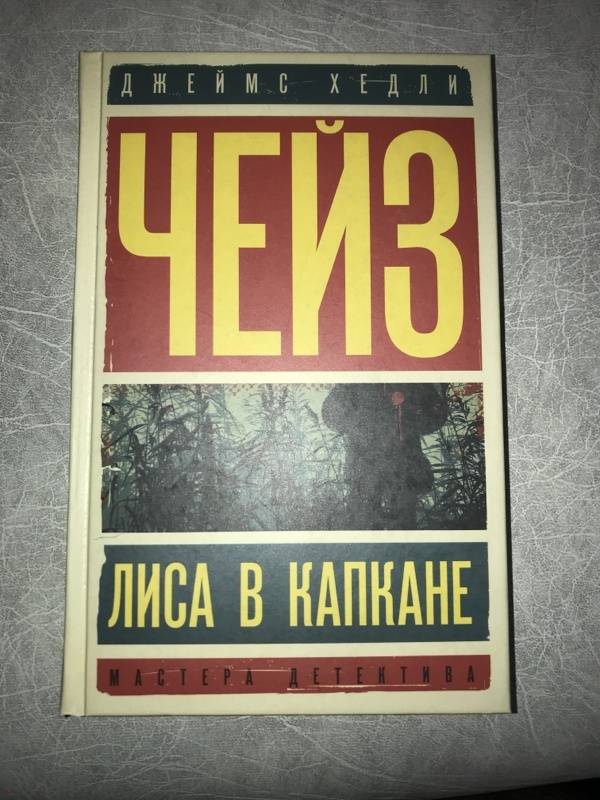 ДЖЕЙМС ХЕДЛИ
ЧЕЙЗ
ЛИСА В КАПКАНЕ
МАСТЕРА ДЕТЕКТИВА